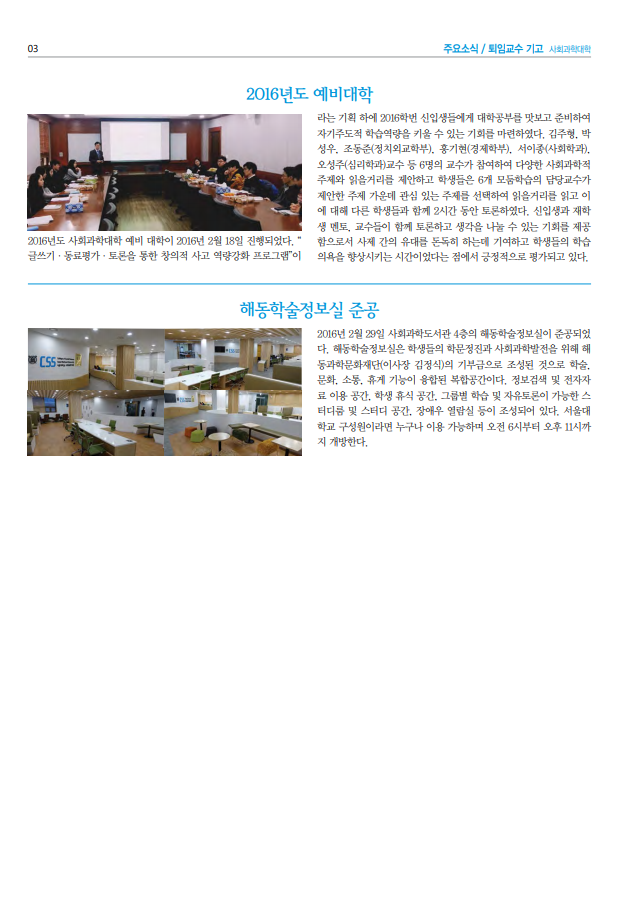 03
주요소식 / 퇴임교수 기고 사회과학대학
2016년도 예비대학
2016년도 사회과학대학 예비 대학이 2016년 2월 18일 진행되었다. “
글쓰기 · 동료평가 · 토론을 통한 창의적 사고 역량강화 프로그램”이
라는 기획 하에 2016학번 신입생들에게 대학공부를 맛보고 준비하여
자기주도적 학습역량을 키울 수 있는 기회를 마련하였다. 김주형, 박
성우, 조동준(정치외교학부), 홍기현(경제학부), 서이종(사회학과),
오성주(심리학과)교수 등 6명의 교수가 참여하여 다양한 사회과학적
주제와 읽을거리를 제안하고 학생들은 6개 모둠학습의 담당교수가
제안한 주제 가운데 관심 있는 주제를 선택하여 읽을거리를 읽고 이
에 대해 다른 학생들과 함께 2시간 동안 토론하였다. 신입생과 재학
생 멘토, 교수들이 함께 토론하고 생각을 나눌 수 있는 기회를 제공
함으로서 사제 간의 유대를 돈독히 하는데 기여하고 학생들의 학습
의욕을 향상시키는 시간이었다는 점에서 긍정적으로 평가되고 있다.
해동학술정보실 준공
CSS
2016년 2월 29일 사회과학도서관 4층의 해동학술정보실이 준공되었
다. 해동학술정보실은 학생들의 학문정진과 사회과학발전을 위해 해
동과학문화재단(이사장 김정식)의 기부금으로 조성된 것으로 학술,
문화, 소통, 휴게 기능이 융합된 복합공간이다. 정보검색 및 전자자
료 이용 공간, 학생 휴식 공간, 그룹별 학습 및 자유토론이 가능한 스
터디룸 및 스터디 공간, 장애우 열람실 등이 조성되어 있다. 서울대
학교 구성원이라면 누구나 이용 가능하며 오전 6시부터 오후 11시까
지 개방한다.